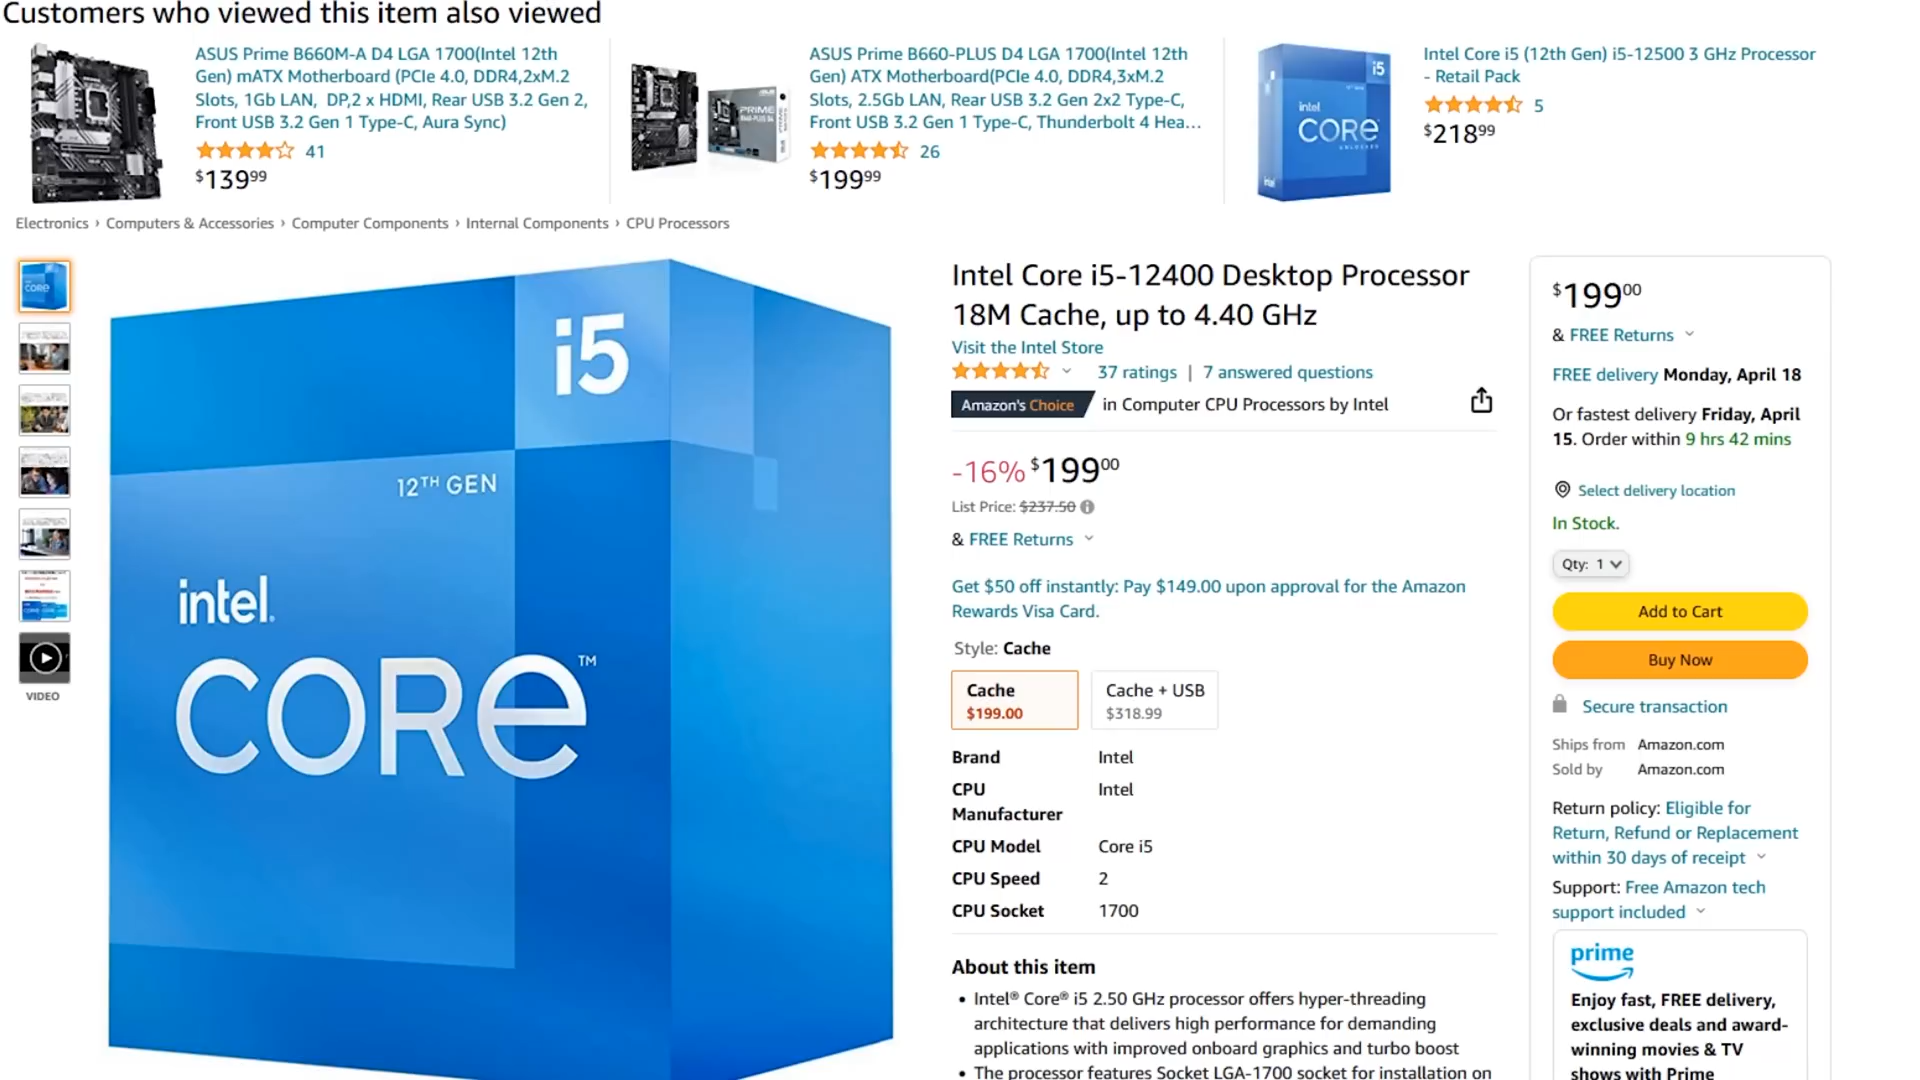 Customers who viewed this item also viewed
ASUS Prime B660M-A D4 LGA 1700(Intel 12th
Gen) mATX Motherboard (PCIe 4.0, DDR4,2xM.2
Slots, 1Gb LAN, DP,2 x HDMI, Rear USB 3.2 Gen 2,
Front USB 3.2 Gen 1 Type-C, Aura Sync)
41
$139⁹⁹
ASUS Prime B660-PLUS D4 LGA 1700(Intel 12th
Gen) ATX Motherboard(PCIe 4.0, DDR4,3xM.2
Slots, 2.5Gb LAN, Rear USB 3.2 Gen 2x2 Type-C,
Front USB 3.2 Gen 1 Type-C, Thunderbolt 4 Hea...
26
$199⁹⁹
PRIME
i5
intel
CORE
intel
Intel Core i5 (12th Gen) i5-12500 3 GHz Processor
- Retail Pack
5
$218⁹⁹
Electronics › Computers & Accessories › Computer Components › Internal Components › CPU Processors
CORE
VIDEO
i5
12TH GEN
intel.
CORE™
Intel Core i5-12400 Desktop Processor
18M Cache, up to 4.40 GHz
Visit the Intel Store
37 ratings | 7 answered questions
Amazon's Choice in Computer CPU Processors by Intel
-16% $199⁰⁰
List Price: $237.50
& FREE Returns
Get $50 off instantly: Pay $149.00 upon approval for the Amazon
Rewards Visa Card.
Style: Cache
Cache
$199.00
Cache + USB
$318.99
Brand Intel
CPU Intel
Manufacturer
CPU Model Core i5
CPU Speed 2
CPU Socket 1700
About this item
• Intel® Core® i5 2.50 GHz processor offers hyper-threading
architecture that delivers high performance for demanding
applications with improved onboard graphics and turbo boost
• The processor features Socket LGA-1700 socket for installation on
$199⁰⁰
& FREE Returns
FREE delivery Monday, April 18
Or fastest delivery Friday, April
15. Order within 9 hrs 42 mins
Select delivery location
In Stock.
Qty: 1
Add to Cart
Buy Now
Secure transaction
Ships from Amazon.com
Sold by Amazon.com
Return policy: Eligible for
Return, Refund or Replacement
within 30 days of receipt
Support: Free Amazon tech
support included
prime
Enjoy fast, FREE delivery,
exclusive deals and award-
winning movies & TV
shows with Prime